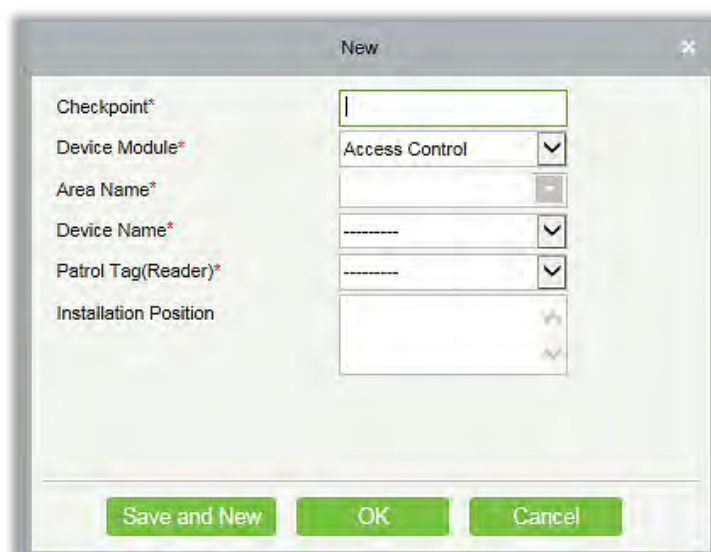 New
Checkpoint*
Device Module* Access Control
Area Name*
Device Name* ---------
Patrol Tag(Reader)* ---------
Installation Position
Save and New OK Cancel